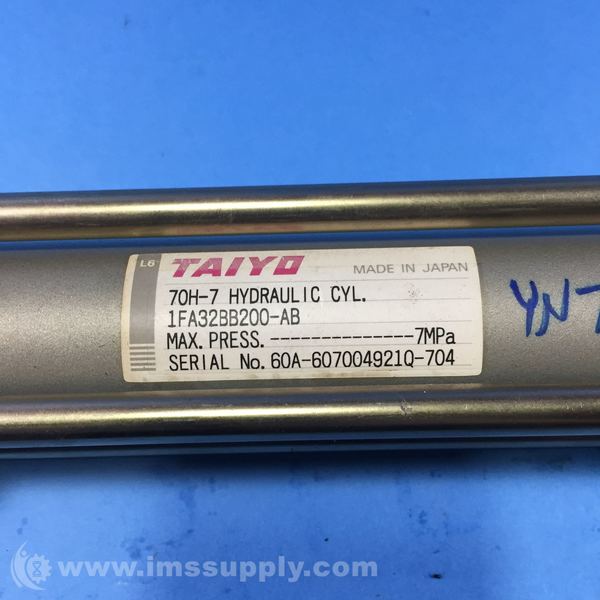 L6 TAIYO MADE IN JAPAN
70H-7 HYDRAULIC CYL.
1FA32BB200-AB
MAX. PRESS. ---------------7MPa
SERIAL No. 60A-607004921Q-704
YN7
www.imssupply.com